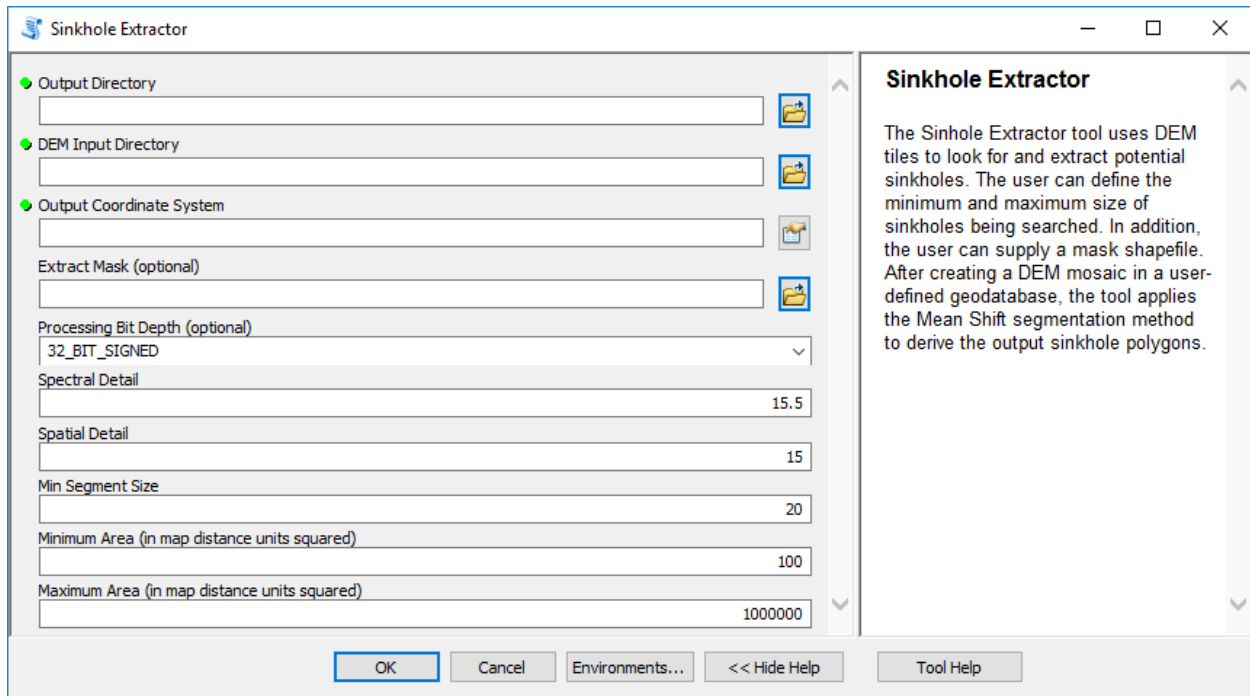 Sinkhole Extractor
Output Directory
DEM Input Directory
Output Coordinate System
Extract Mask (optional)
Processing Bit Depth (optional)
32_BIT_SIGNED
Spectral Detail
15.5
Spatial Detail
15
Min Segment Size
20
Minimum Area (in map distance units squared)
100
Maximum Area (in map distance units squared)
1000000
Sinkhole Extractor
The Sinhole Extractor tool uses DEM
tiles to look for and extract potential
sinkholes. The user can define the
minimum and maximum size of
sinkholes being searched. In addition,
the user can supply a mask shapefile.
After creating a DEM mosaic in a user-
defined geodatabase, the tool applies
the Mean Shift segmentation method
to derive the output sinkhole polygons.
OK
Cancel
Environments...
<< Hide Help
Tool Help